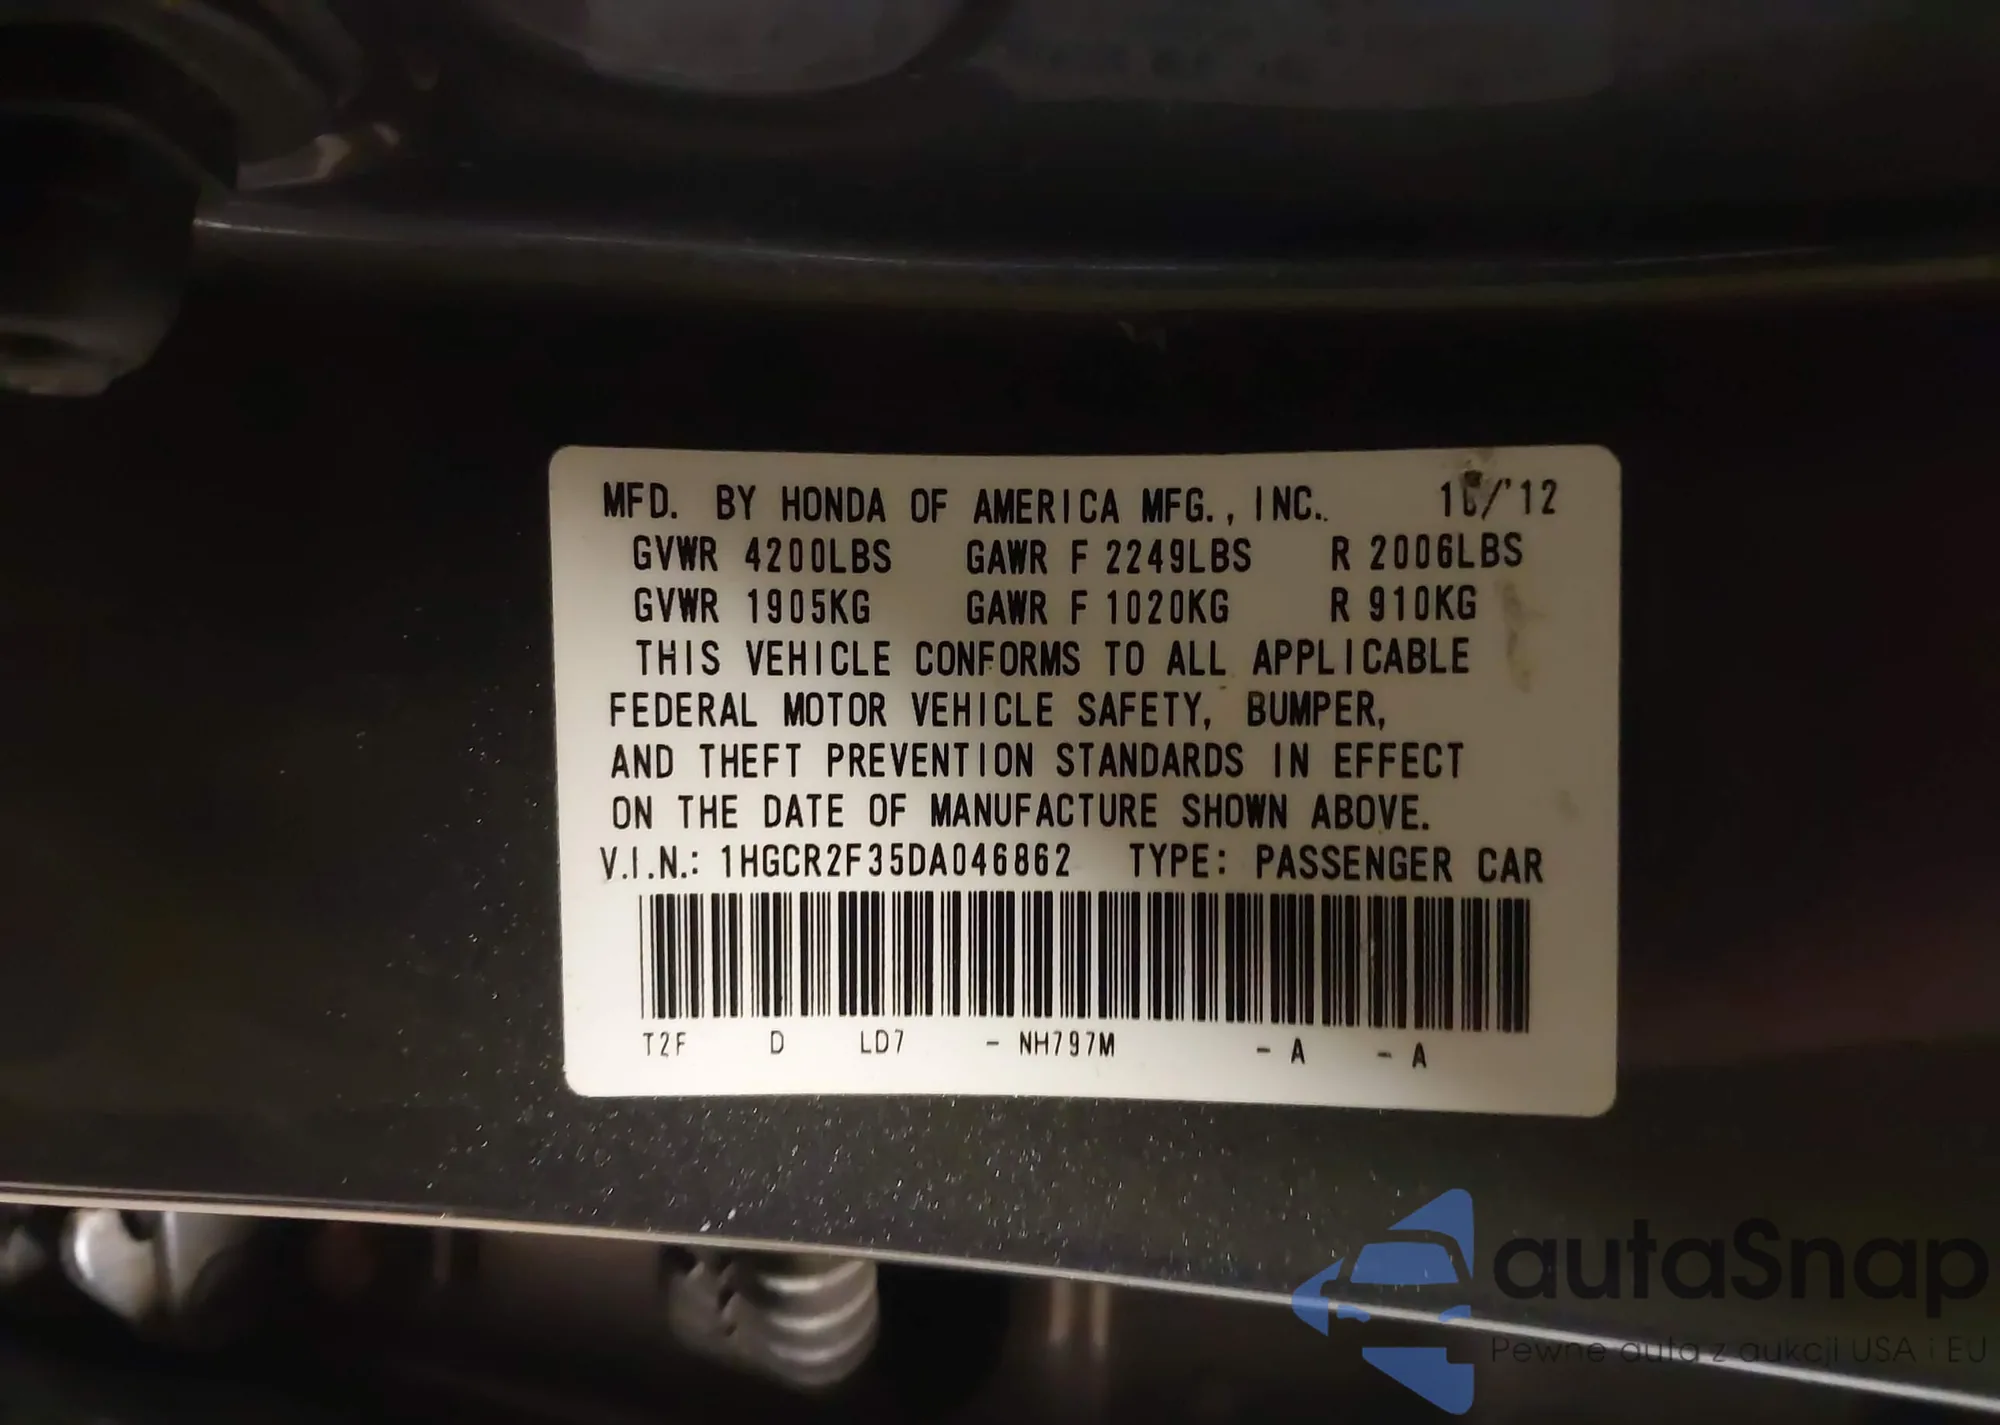 MFD. BY HONDA OF AMERICA MFG., INC. /'12
GVWR 4200LBS GAWR F 2249LBS R 2006LBS
GVWR 1905KG GAWR F 1020KG R 910KG
THIS VEHICLE CONFORMS TO ALL APPLICABLE
FEDERAL MOTOR VEHICLE SAFETY, BUMPER,
AND THEFT PREVENTION STANDARDS IN EFFECT
ON THE DATE OF MANUFACTURE SHOWN ABOVE.
V.I.N.: 1HGCR2F35DA046862 TYPE: PASSENGER CAR
T2F D LD7 - NH797M - A - A
autaSnap
Pewne auta z aukcji USA i EU